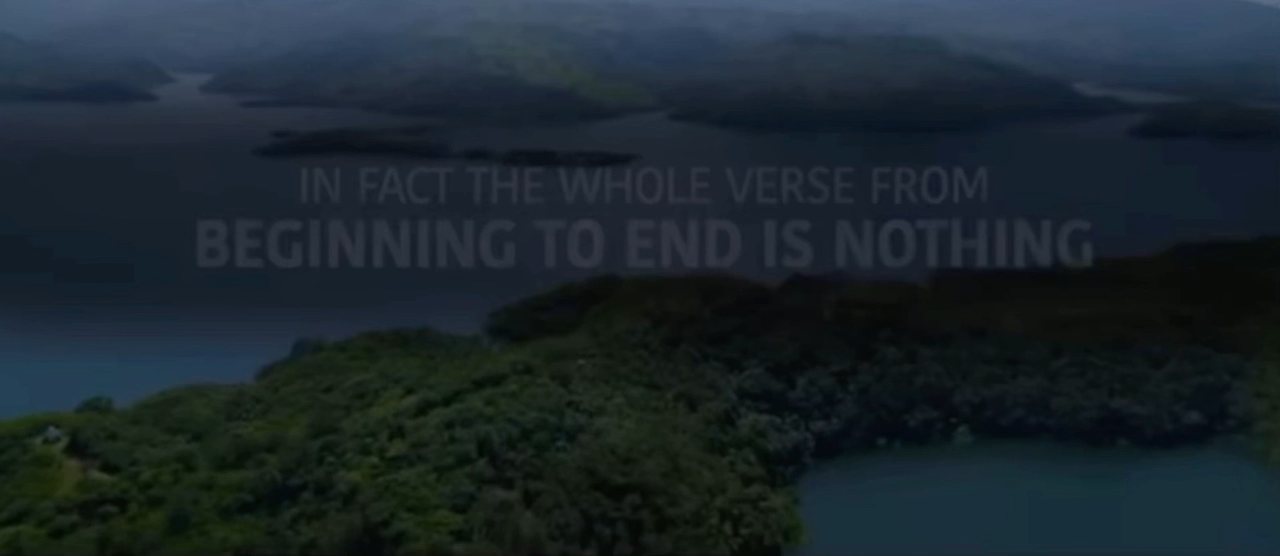 IN FACT THE WHOLE VERSE FROM
BEGINNING TO END IS NOTHING